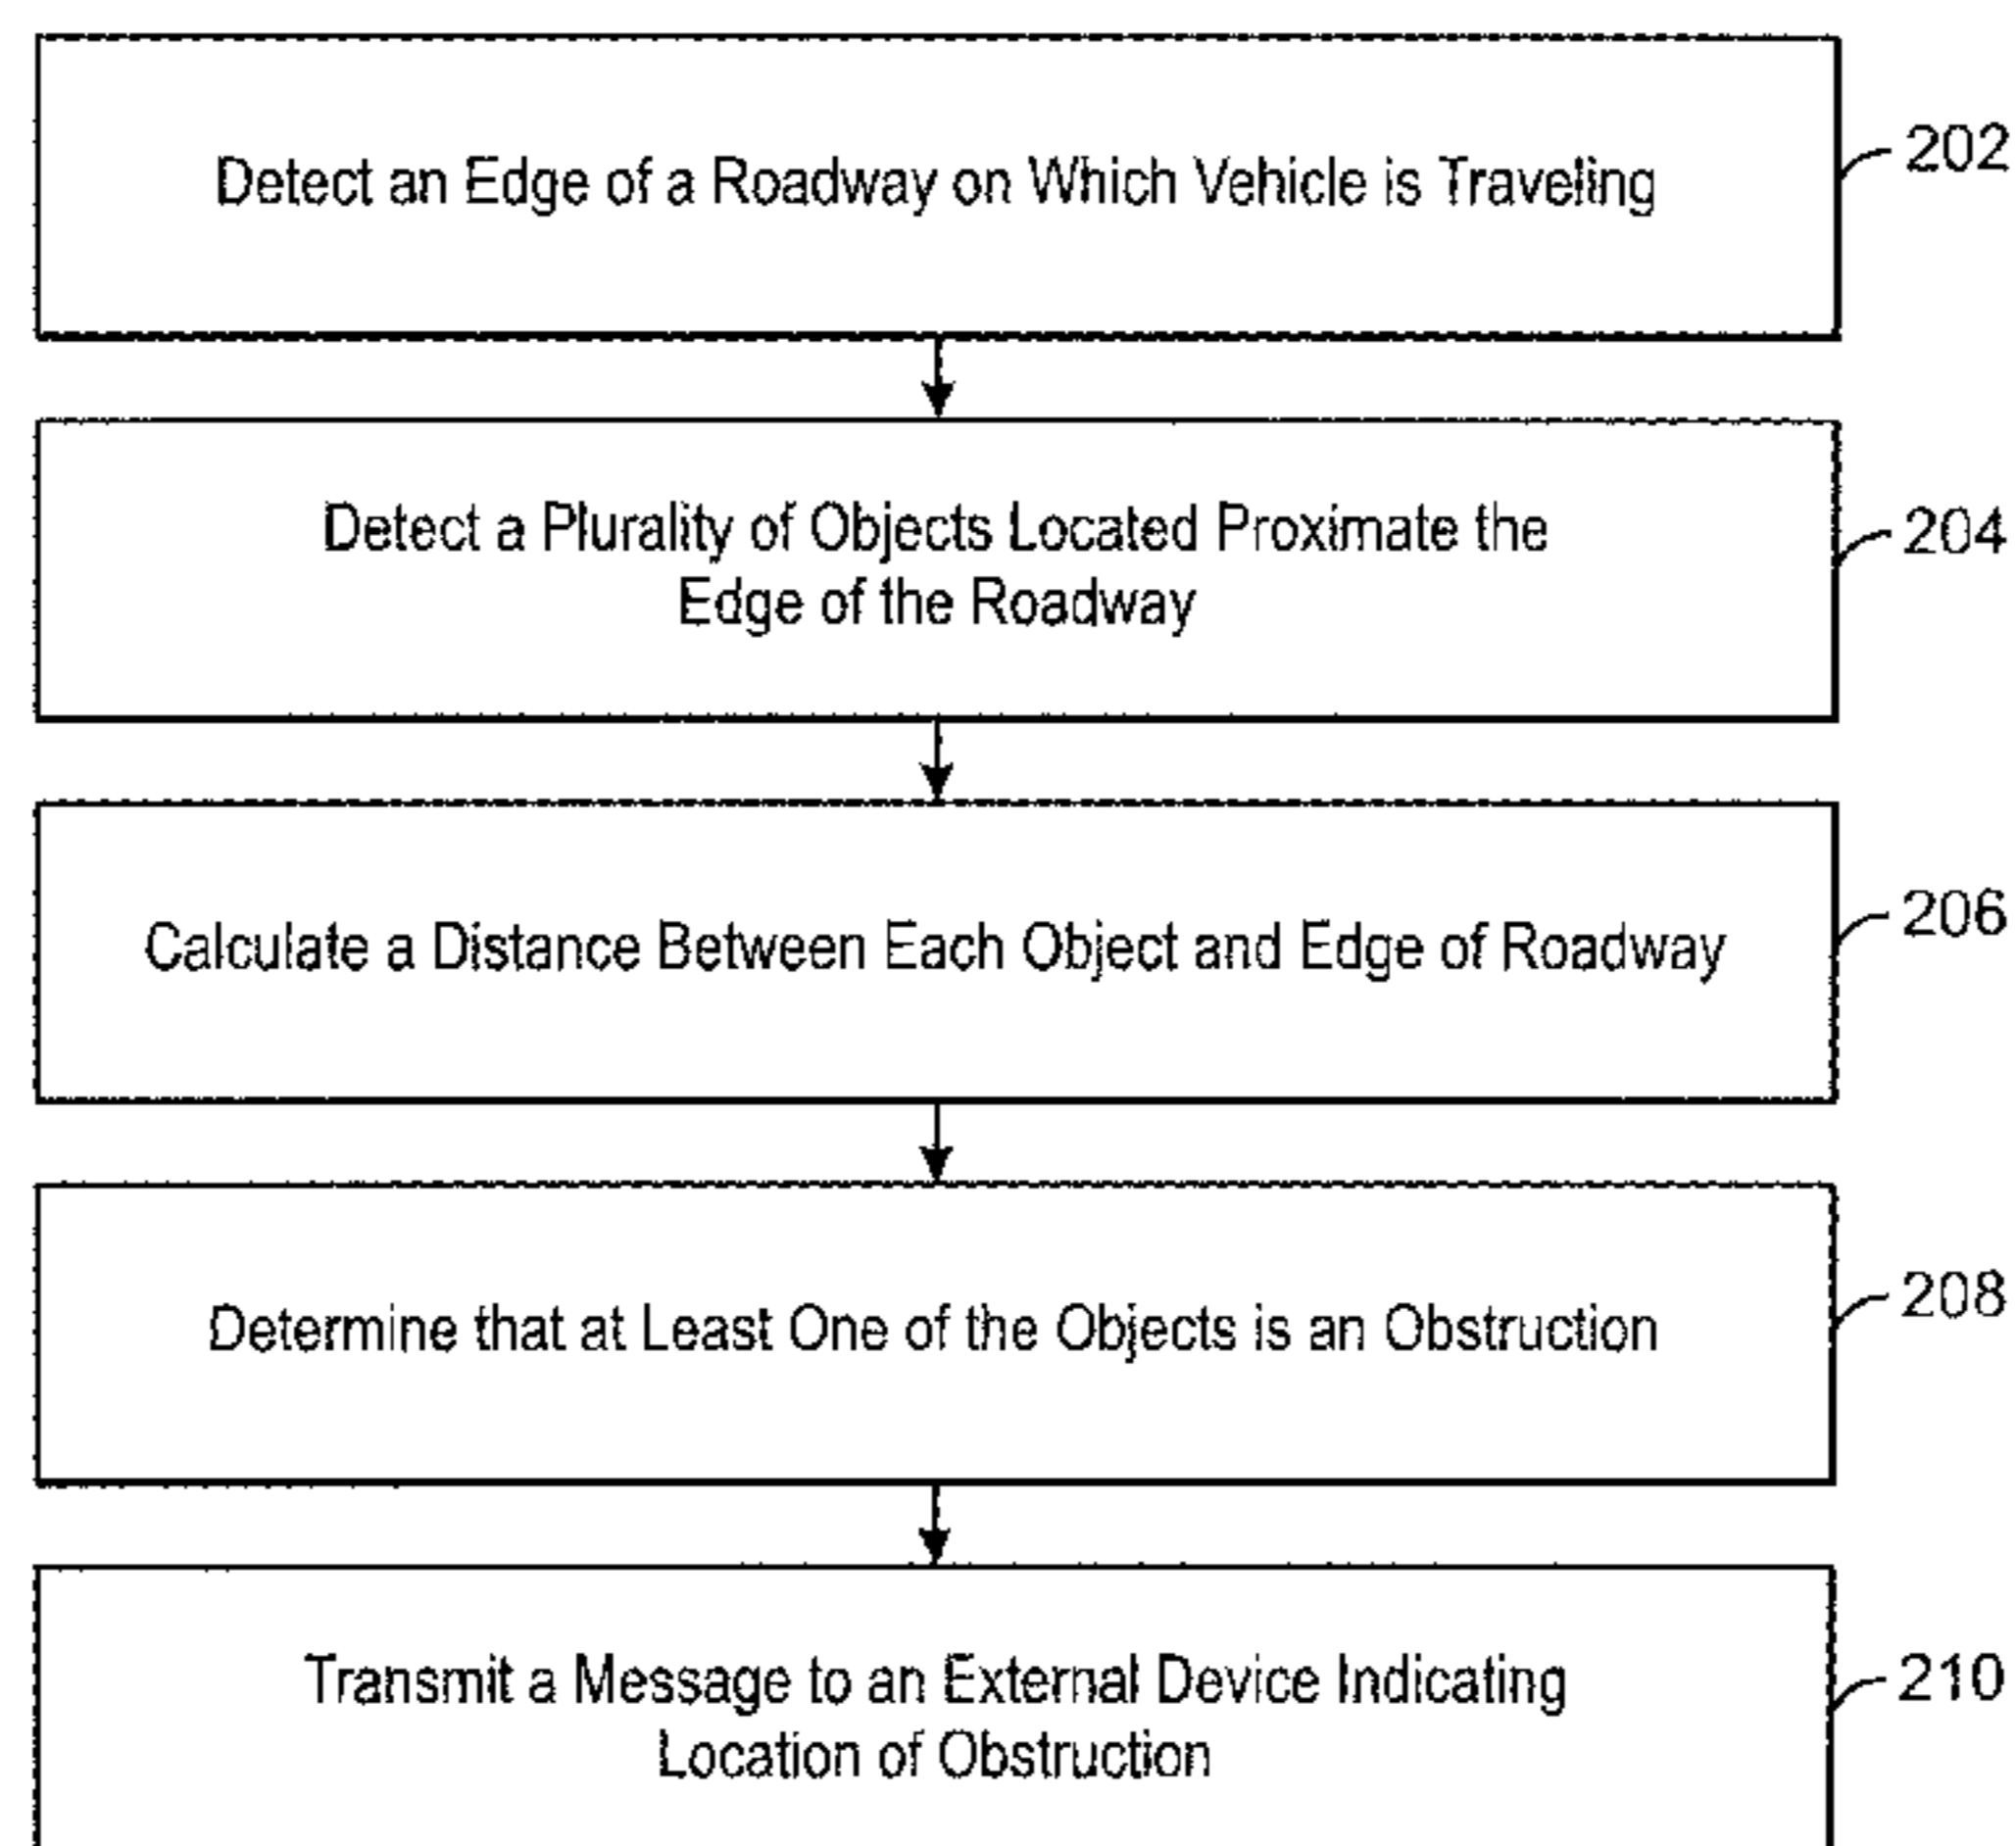 Detect an Edge of a Roadway on Which Vehicle is Traveling
202
Detect a Plurality of Objects Located Proximate the
Edge of the Roadway
204
Calculate a Distance Between Each Object and Edge of Roadway
206
Determine that at Least One of the Objects is an Obstruction
208
Transmit a Message to an External Device Indicating
Location of Obstruction
210